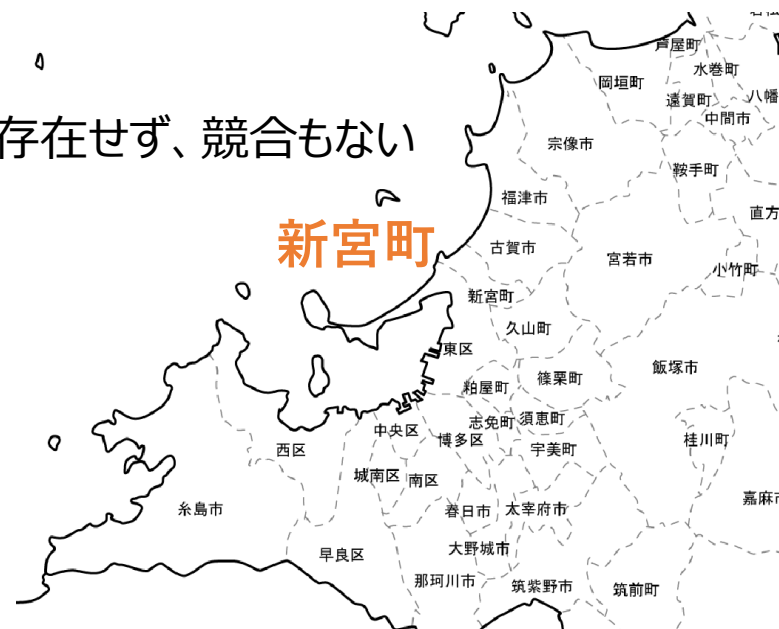 芦屋町
水巻町
岡垣町
遠賀町
八幡
中間市
存在せず、競合もない
宗像市
鞍手町
福津市
直方
新宮町
古賀市
宮若市
小竹町
新宮町
久山町
東区
飯塚市
篠栗町
粕屋町
須恵町
志免町
中央区
博多区
桂川町
西区
宇美町
城南区
南区
嘉麻市
糸島市
春日市
太宰府市
大野城市
早良区
那珂川市
筑紫野市
筑前町